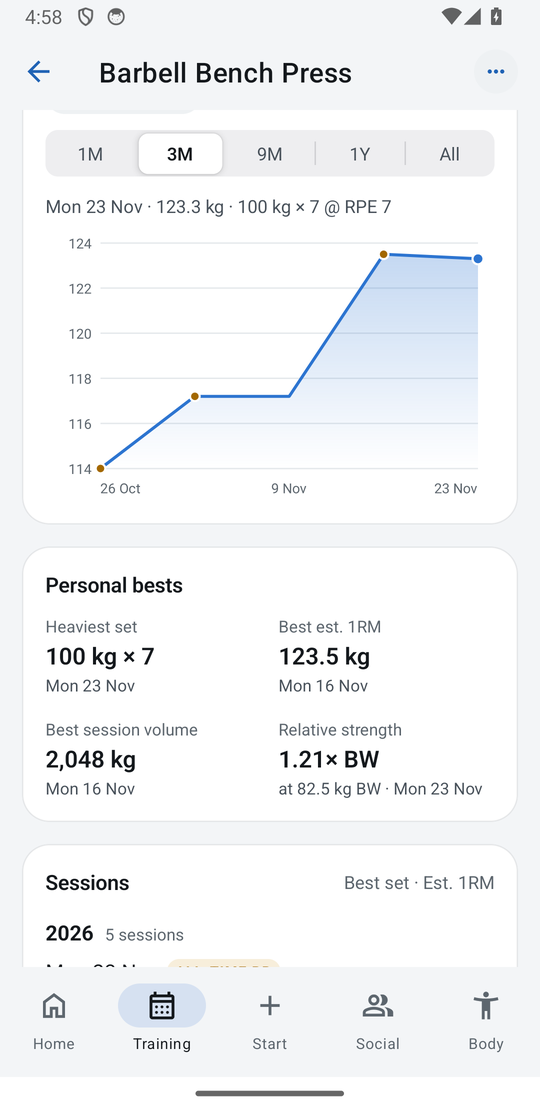 4:58
Barbell Bench Press
1M 3M 9M 1Y All
Mon 23 Nov · 123.3 kg · 100 kg × 7 @ RPE 7
124
122
120
118
116
114
26 Oct 9 Nov 23 Nov
Personal bests
Heaviest set Best est. 1RM
100 kg × 7 123.5 kg
Mon 23 Nov Mon 16 Nov
Best session volume Relative strength
2,048 kg 1.21× BW
Mon 16 Nov at 82.5 kg BW · Mon 23 Nov
Sessions Best set · Est. 1RM
2026 5 sessions
Home Training Start Social Body